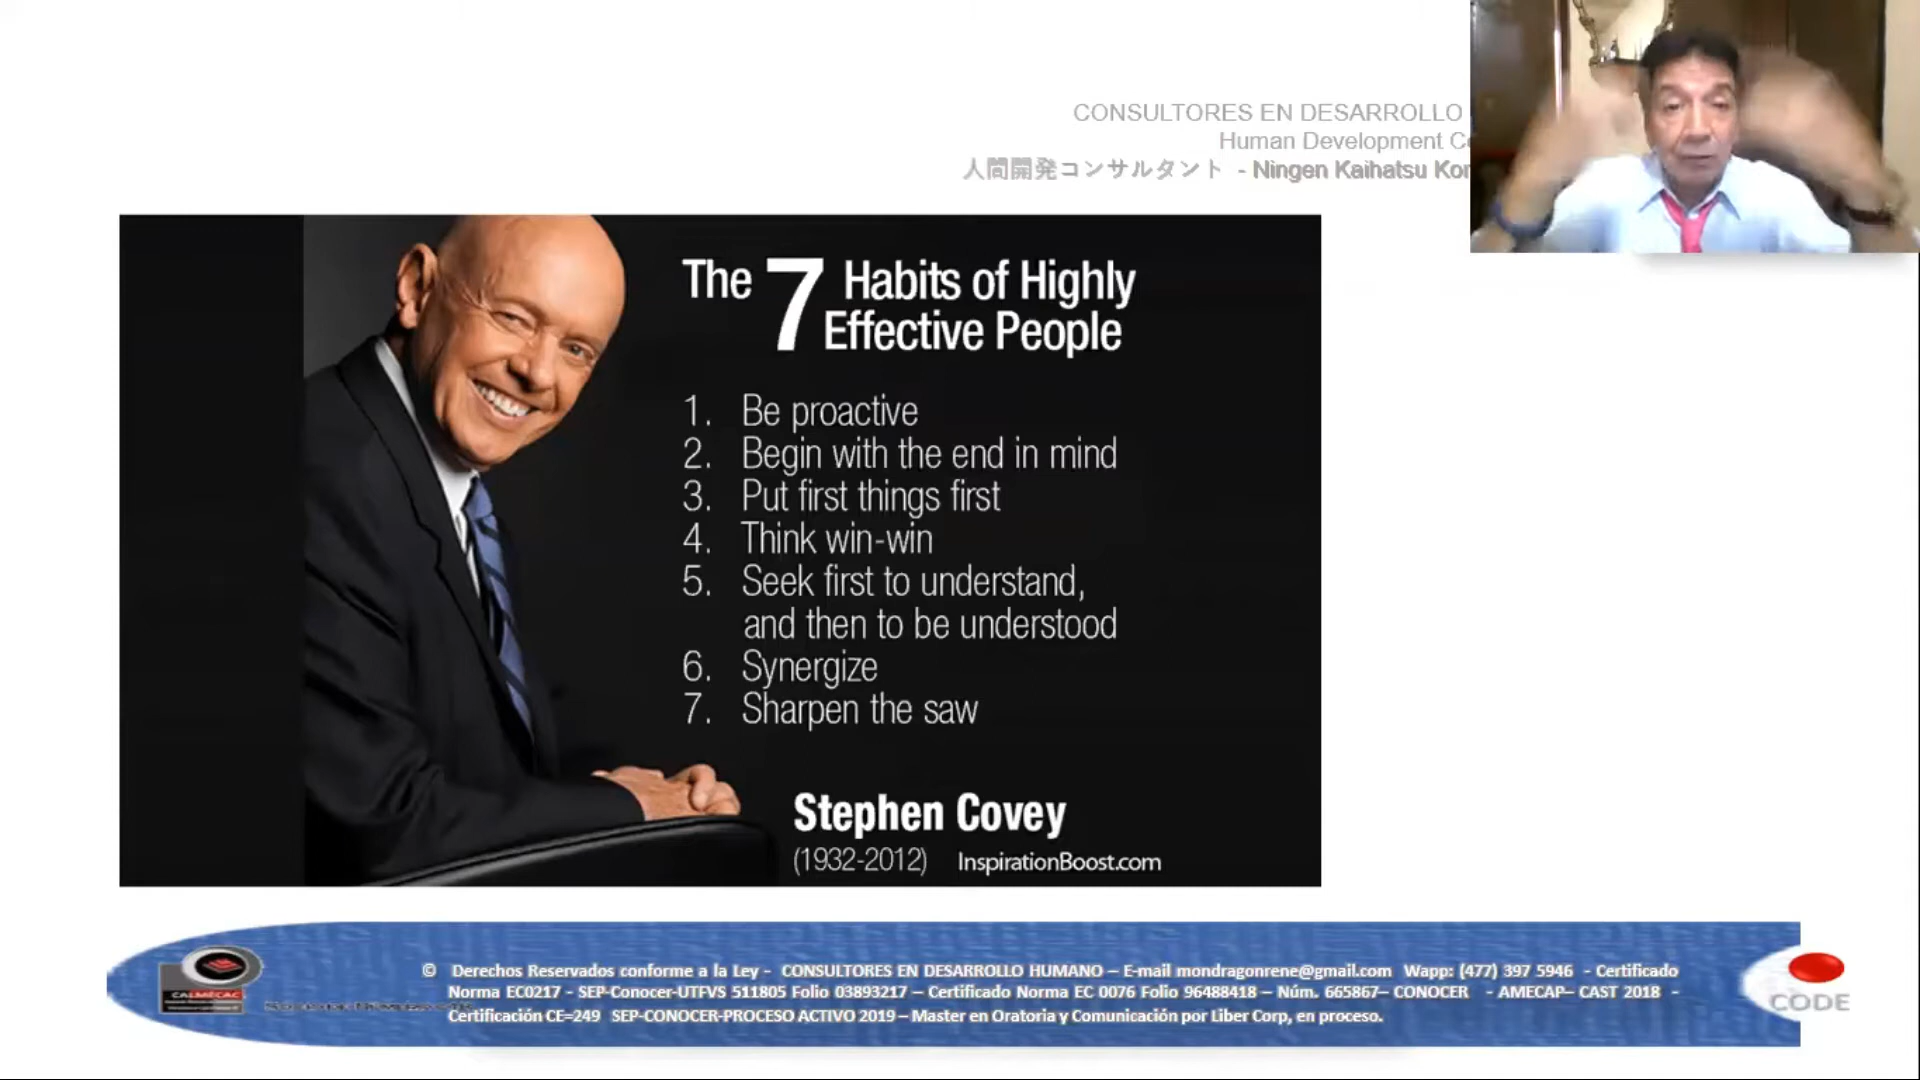 CONSULTORES EN DESARROLLO
Human Development
人間開発コンサルタント - Ningen Kaihatsu
The 7 Habits of Highly
Effective People
1. Be proactive
2. Begin with the end in mind
3. Put first things first
4. Think win-win
5. Seek first to understand,
and then to be understood
6. Synergize
7. Sharpen the saw
Stephen Covey
(1932-2012) InspirationBoost.com
© Derechos Reservados conforme a la Ley - CONSULTORES EN DESARROLLO HUMANO – E-mail mondragonrene@gmail.com Wapp: (477) 397 5946 - Certificado
Norma EC0217 - SEP-Conocer-UTFVS 511805 Folio 03893217 – Certificado Norma EC 0076 Folio 96488418 – Núm. 665867– CONOCER - AMECAP– CAST 2018 -
Certificación CE=249 SEP-CONOCER-PROCESO ACTIVO 2019 – Master en Oratoria y Comunicación por Liber Corp, en proceso.
CALMECAC
CODE